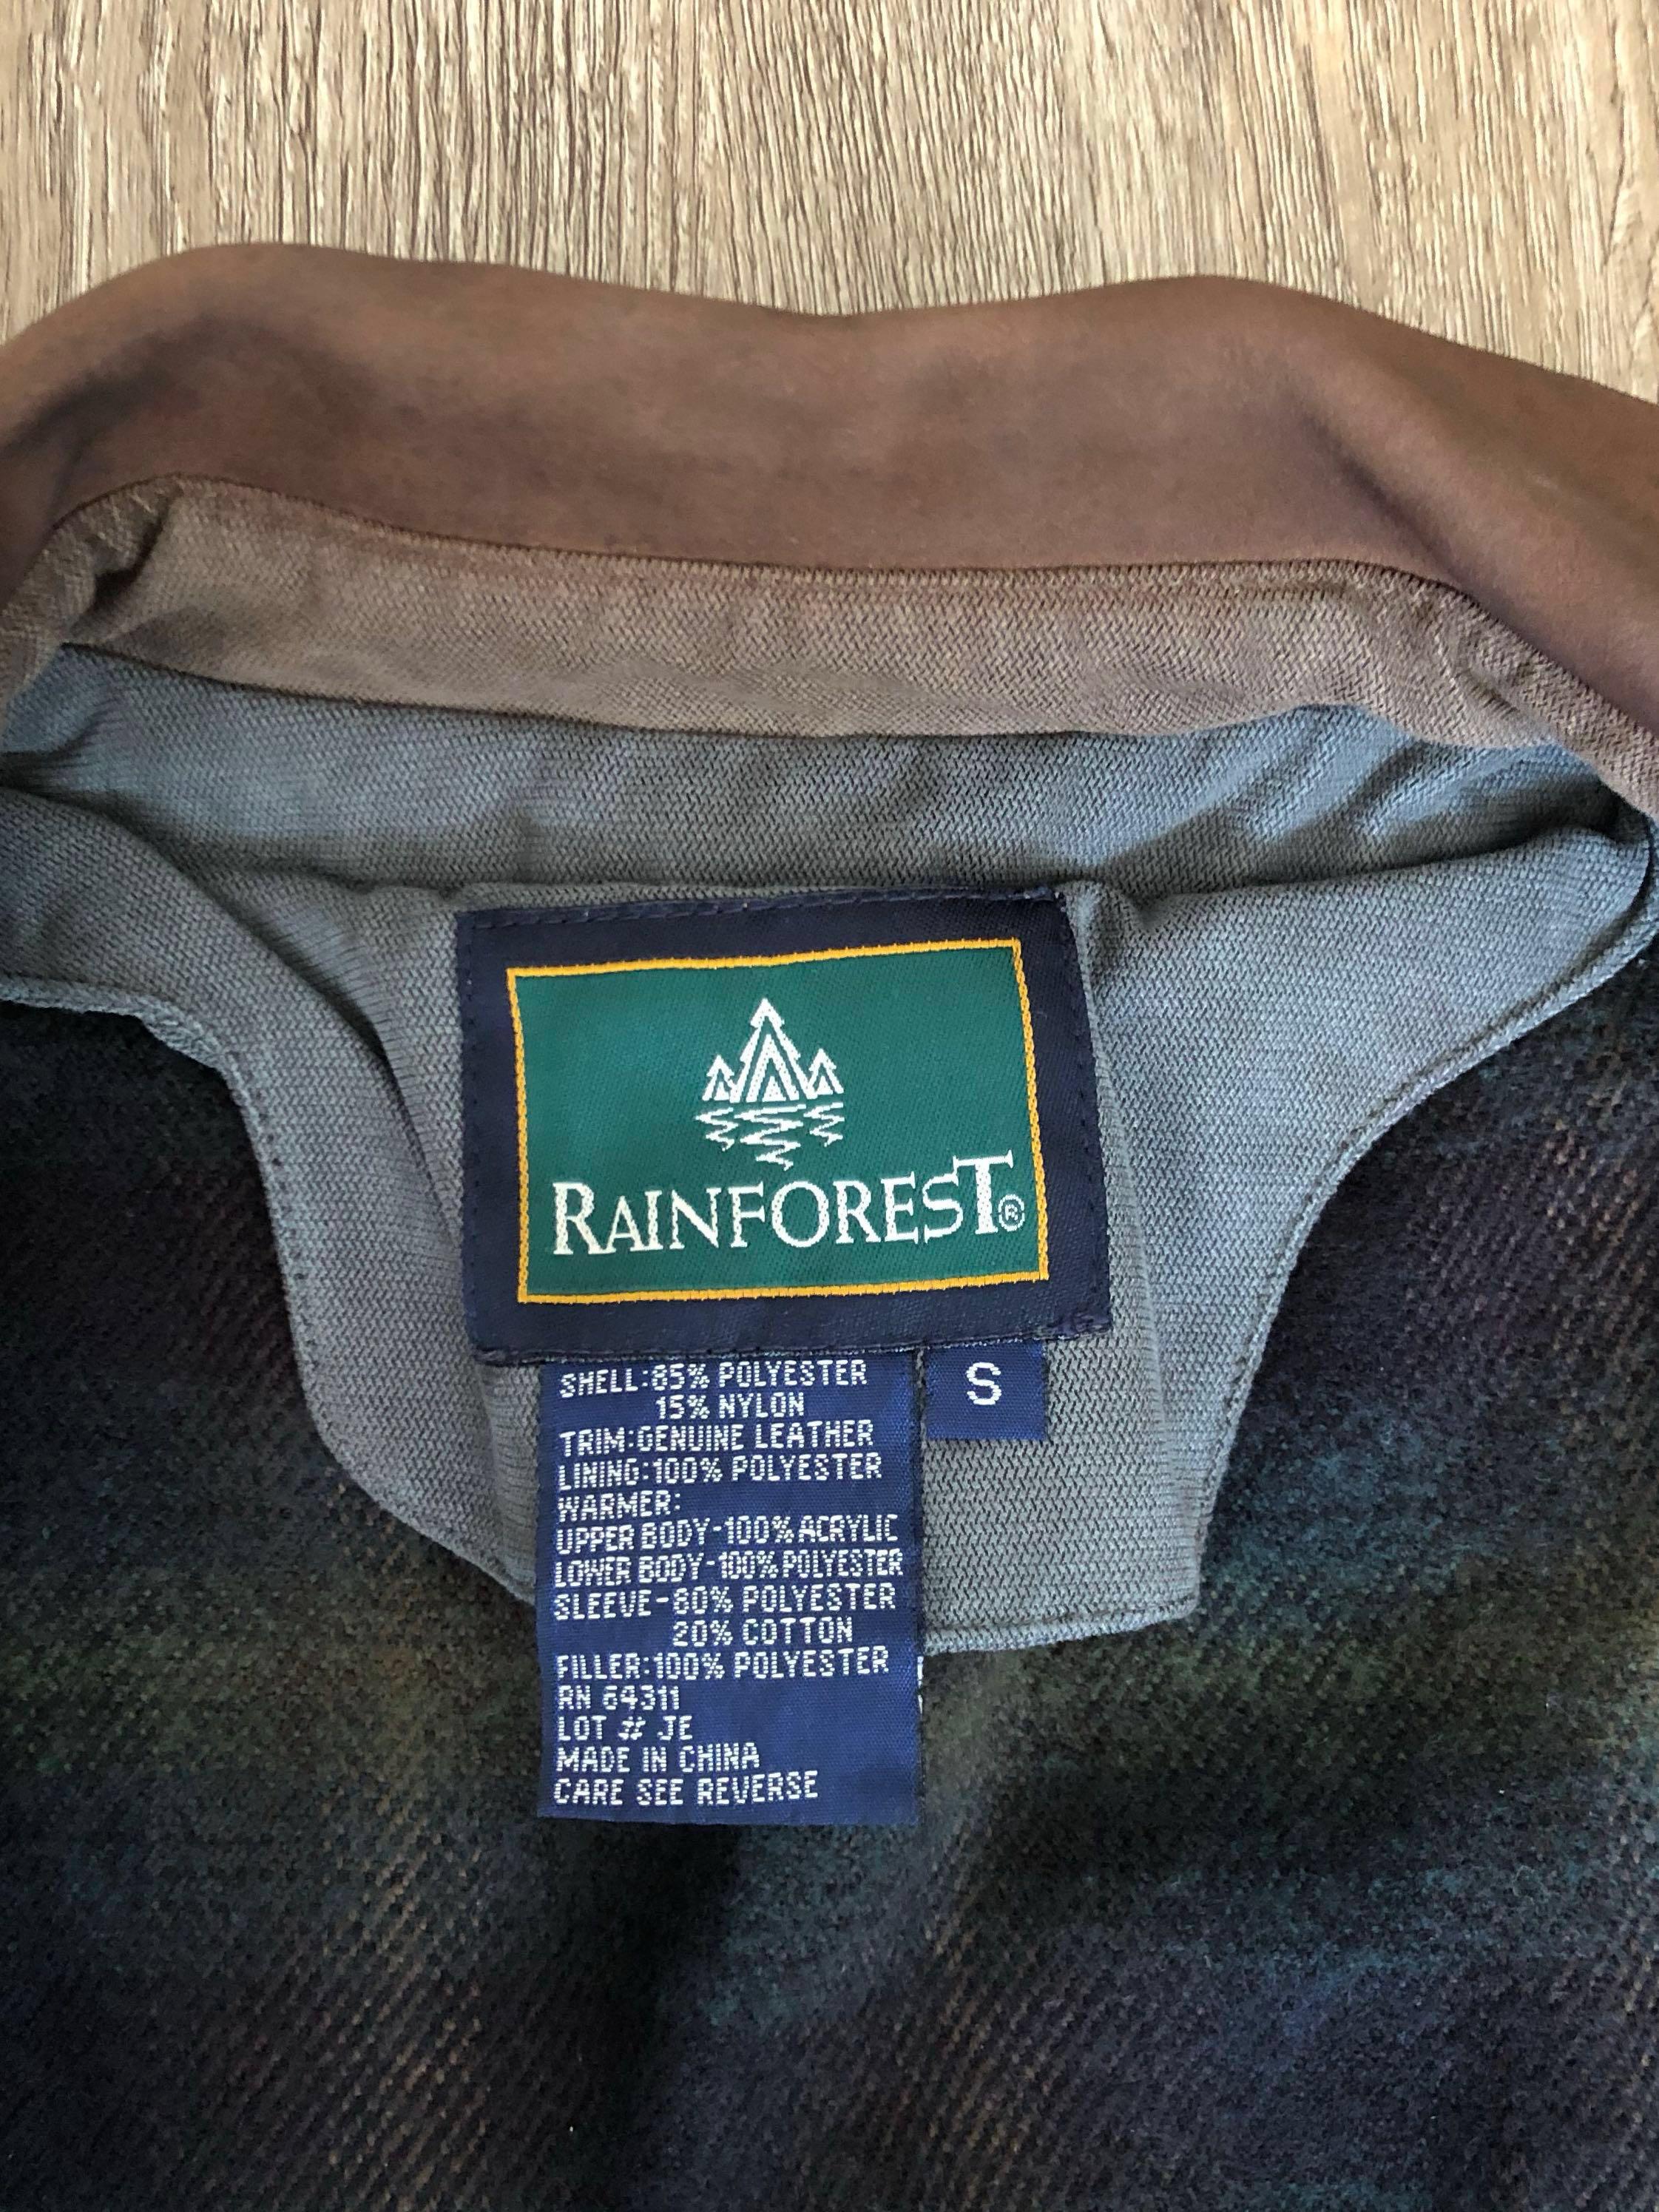 RAINFOREST®
SHELL:85% POLYESTER
15% NYLON
TRIM:GENUINE LEATHER
LINING:100% POLYESTER
WARMER:
UPPER BODY-100% ACRYLIC
LOWER BODY-100% POLYESTER
SLEEVE-80% POLYESTER
20% COTTON
FILLER:100% POLYESTER
RN 64311
LOT # JE
MADE IN CHINA
CARE SEE REVERSE
S